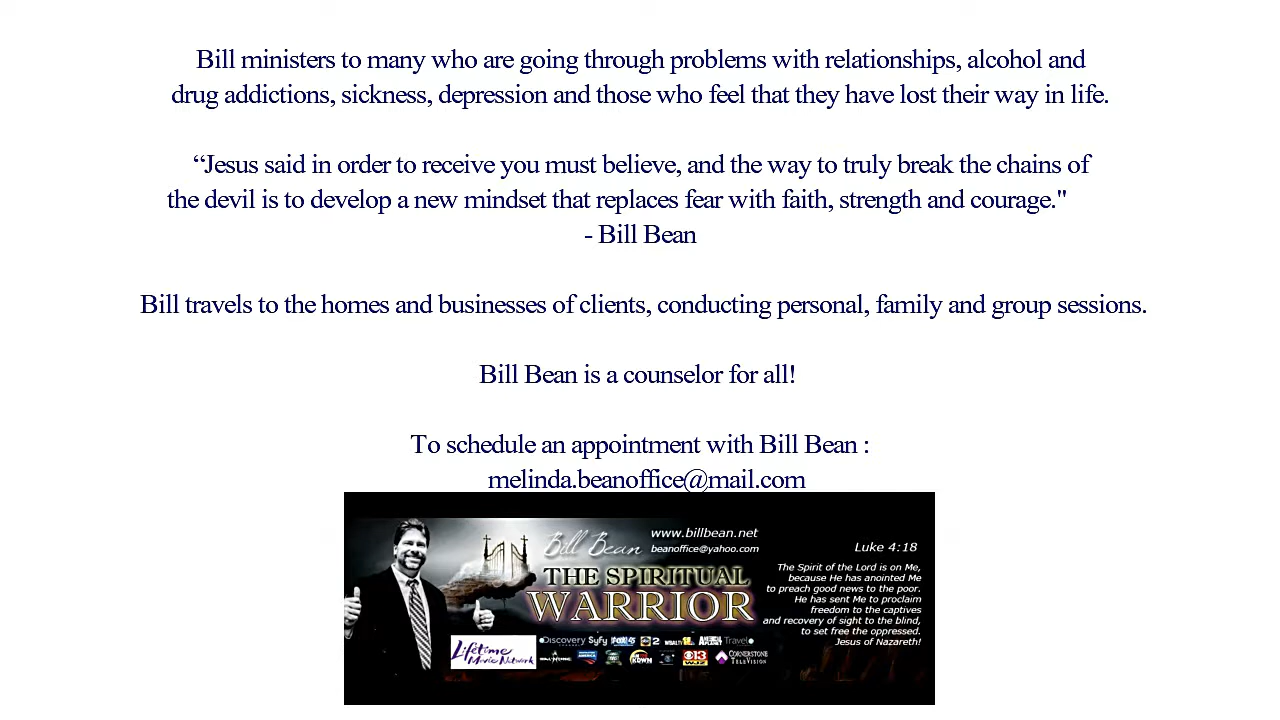 Bill ministers to many who are going through problems with relationships, alcohol and
drug addictions, sickness, depression and those who feel that they have lost their way in life.
“Jesus said in order to receive you must believe, and the way to truly break the chains of
the devil is to develop a new mindset that replaces fear with faith, strength and courage."
- Bill Bean
Bill travels to the homes and businesses of clients, conducting personal, family and group sessions.
Bill Bean is a counselor for all!
To schedule an appointment with Bill Bean :
melinda.beanoffice@mail.com
Bill Bean
www.billbean.net
beanoffice@yahoo.com
THE SPIRITUAL
WARRIOR
Luke 4:18
The Spirit of the Lord is on Me,
because He has anointed Me
to preach good news to the poor.
He has sent Me to proclaim
freedom to the captives
and recovery of sight to the blind,
to set free the oppressed.
Jesus of Nazareth!
Lifetime
Movie Network
Discovery Syfy FOX45 2 Travel
KDWN 13 WJZ CORNERSTONE
TELEVISION